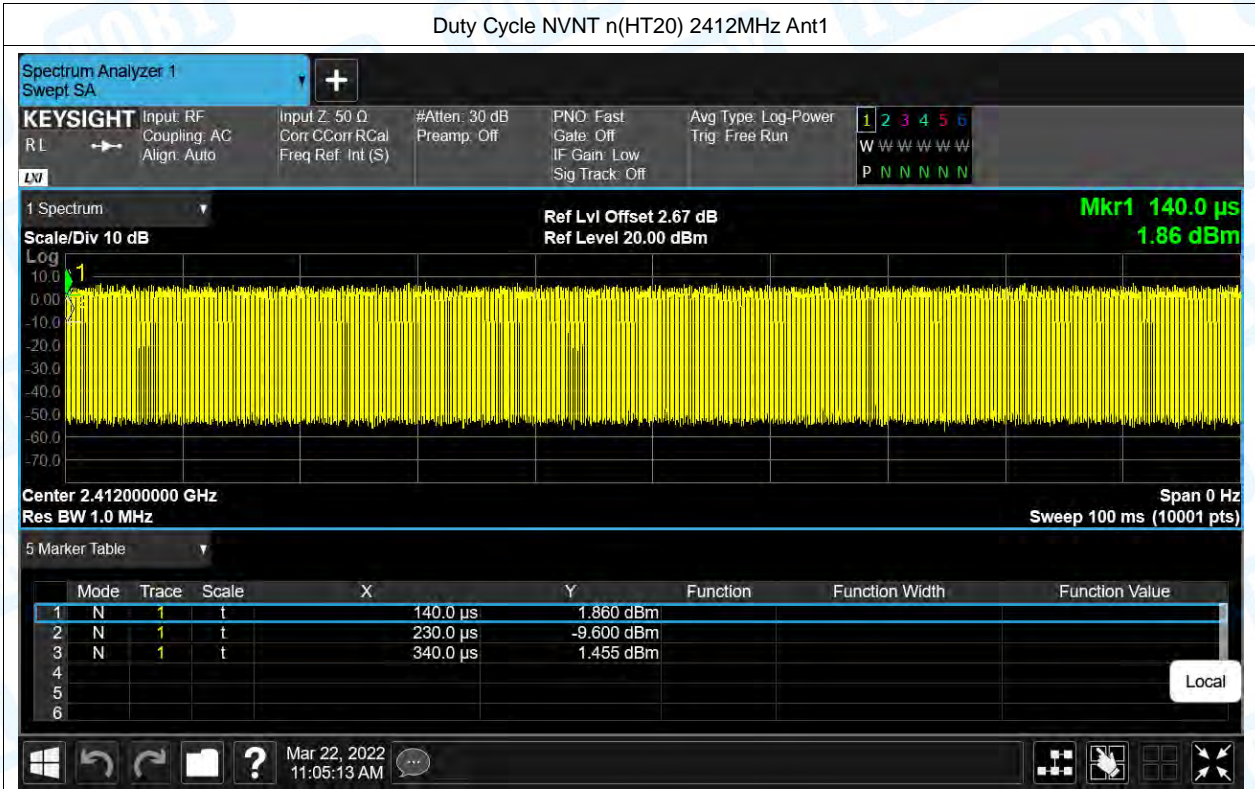 Duty Cycle NVNT n(HT20) 2412MHz Ant1
Spectrum Analyzer 1
Swept SA
+
KEYSIGHT
RL
LXI
Input: RF
Coupling: AC
Align: Auto
Input Z: 50 Ω
Corr CCorr RCal
Freq Ref: Int (S)
#Atten: 30 dB
Preamp: Off
PNO: Fast
Gate: Off
IF Gain: Low
Sig Track: Off
Avg Type: Log-Power
Trig: Free Run
1 2 3 4 5 6
W W W W W W
P N N N N N
1 Spectrum
Scale/Div 10 dB
Ref Lvl Offset 2.67 dB
Ref Level 20.00 dBm
Mkr1 140.0 µs
1.86 dBm
Log
1
10.0
0.00
-10.0
-20.0
-30.0
-40.0
-50.0
-60.0
-70.0
Center 2.412000000 GHz
Res BW 1.0 MHz
Span 0 Hz
Sweep 100 ms (10001 pts)
5 Marker Table
Mode Trace Scale X Y Function Function Width Function Value
1 N 1 t 140.0 µs 1.860 dBm
2 N 1 t 230.0 µs -9.600 dBm
3 N 1 t 340.0 µs 1.455 dBm
4
5
6
Local
?
Mar 22, 2022
11:05:13 AM